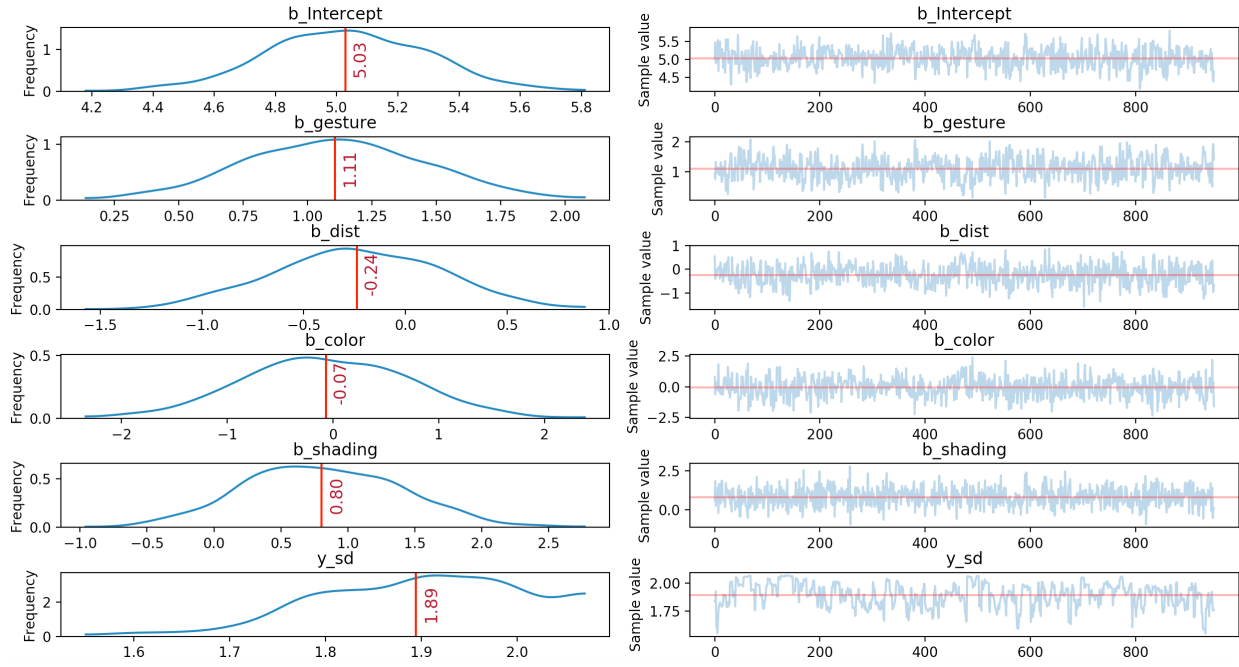 b_Intercept
Frequency
1
0
5.03
4.2 4.4 4.6 4.8 5.0 5.2 5.4 5.6 5.8
b_Intercept
Sample value
5.5
5.0
4.5
0 200 400 600 800
b_gesture
Frequency
1
0
1.11
0.25 0.50 0.75 1.00 1.25 1.50 1.75 2.00
b_gesture
Sample value
2
1
0 200 400 600 800
b_dist
Frequency
0.5
0.0
-0.24
−1.5 −1.0 −0.5 0.0 0.5 1.0
b_dist
Sample value
1
0
−1
0 200 400 600 800
b_color
Frequency
0.5
0.0
-0.07
−2 −1 0 1 2
b_color
Sample value
2.5
0.0
−2.5
0 200 400 600 800
b_shading
Frequency
0.5
0.0
0.80
−1.0 −0.5 0.0 0.5 1.0 1.5 2.0 2.5
b_shading
Sample value
2.5
0.0
0 200 400 600 800
y_sd
Frequency
2
0
1.89
1.6 1.7 1.8 1.9 2.0
y_sd
Sample value
2.00
1.75
0 200 400 600 800